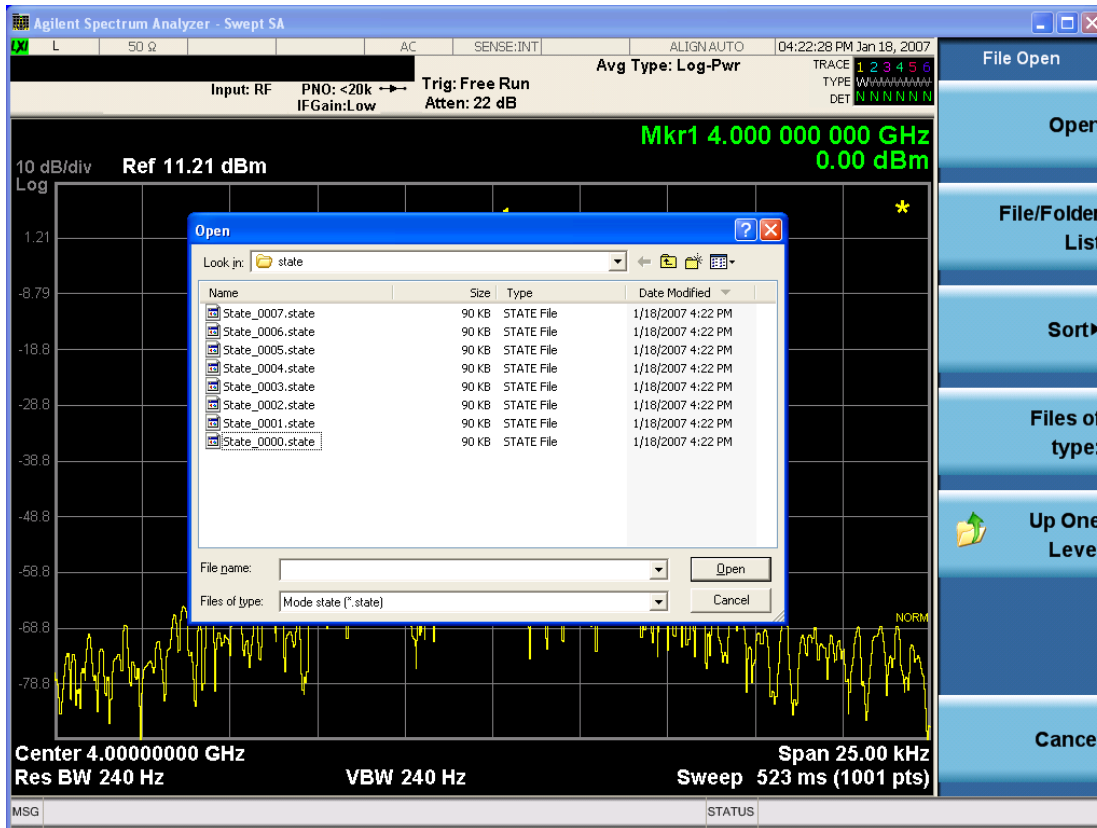 Agilent Spectrum Analyzer - Swept SA
LXI L 50 Ω AC SENSE:INT ALIGNAUTO 04:22:28 PM Jan 18, 2007
Input: RF PNO: <20k IFGain:Low Trig: Free Run Atten: 22 dB Avg Type: Log-Pwr
TRACE 1 2 3 4 5 6
TYPE WWWWWW
DET N N N N N N
Mkr1 4.000 000 000 GHz
0.00 dBm
10 dB/div Ref 11.21 dBm
Log
1.21
-8.79
-18.8
-28.8
-38.8
-48.8
-58.8
-68.8
-78.8
NORM
Open
Look in: state
Name Size Type Date Modified
State_0007.state 90 KB STATE File 1/18/2007 4:22 PM
State_0006.state 90 KB STATE File 1/18/2007 4:22 PM
State_0005.state 90 KB STATE File 1/18/2007 4:22 PM
State_0004.state 90 KB STATE File 1/18/2007 4:22 PM
State_0003.state 90 KB STATE File 1/18/2007 4:22 PM
State_0002.state 90 KB STATE File 1/18/2007 4:22 PM
State_0001.state 90 KB STATE File 1/18/2007 4:22 PM
State_0000.state 90 KB STATE File 1/18/2007 4:22 PM
File name: Open
Files of type: Mode state (*.state) Cancel
Center 4.00000000 GHz Span 25.00 kHz
Res BW 240 Hz VBW 240 Hz Sweep 523 ms (1001 pts)
MSG STATUS
File Open
Open
File/Folder
List
Sort
Files of
type:
Up One
Leve
Cance